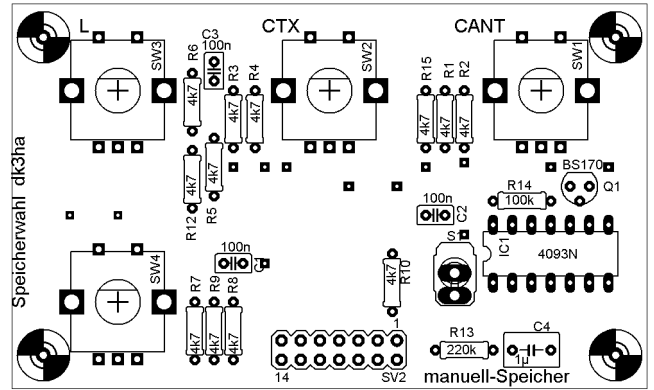 L
CTX
CANT
C3
100n
SW3
SW2
SW1
R6
4k7
R3
4k7
R4
4k7
R15
4k7
R1
4k7
R2
4k7
Speicherwahl dk3ha
R12
4k7
R5
4k7
BS170
Q1
R14
100k
100n
C2
S1
IC1
4093N
SW4
100n
R7
4k7
R9
4k7
R8
4k7
R10
4k7
1
14
SV2
R13
220k
C4
1µ
manuell-Speicher